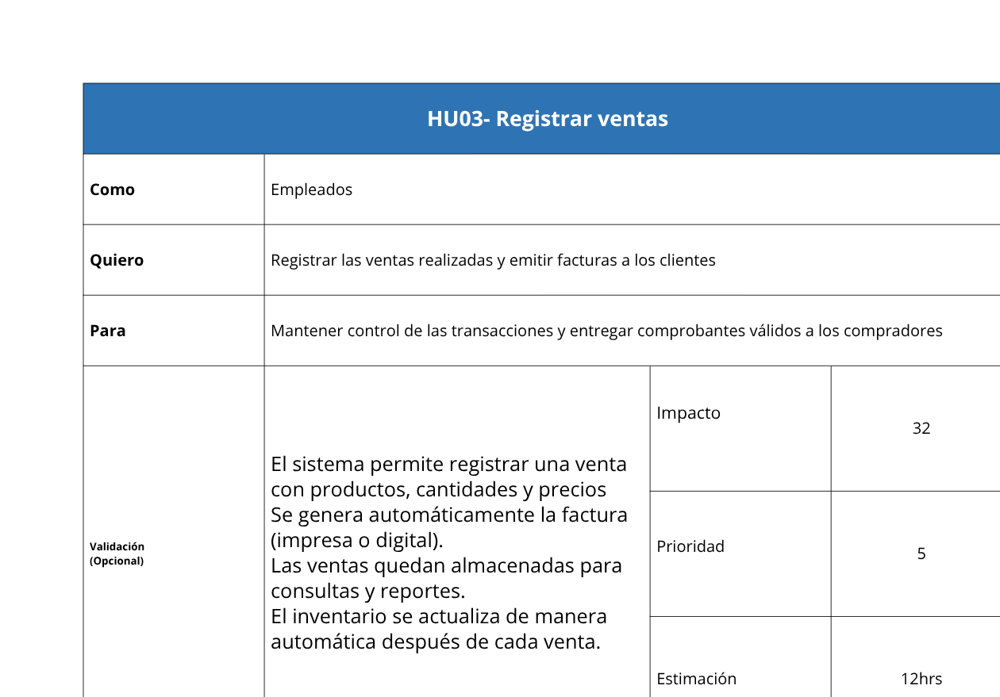 HU03- Registrar ventas
Como
Empleados
Quiero
Registrar las ventas realizadas y emitir facturas a los clientes
Para
Mantener control de las transacciones y entregar comprobantes válidos a los compradores
Validación
(Opcional)
El sistema permite registrar una venta
con productos, cantidades y precios
Se genera automáticamente la factura
(impresa o digital).
Las ventas quedan almacenadas para
consultas y reportes.
El inventario se actualiza de manera
automática después de cada venta.
Impacto
32
Prioridad
5
Estimación
12hrs